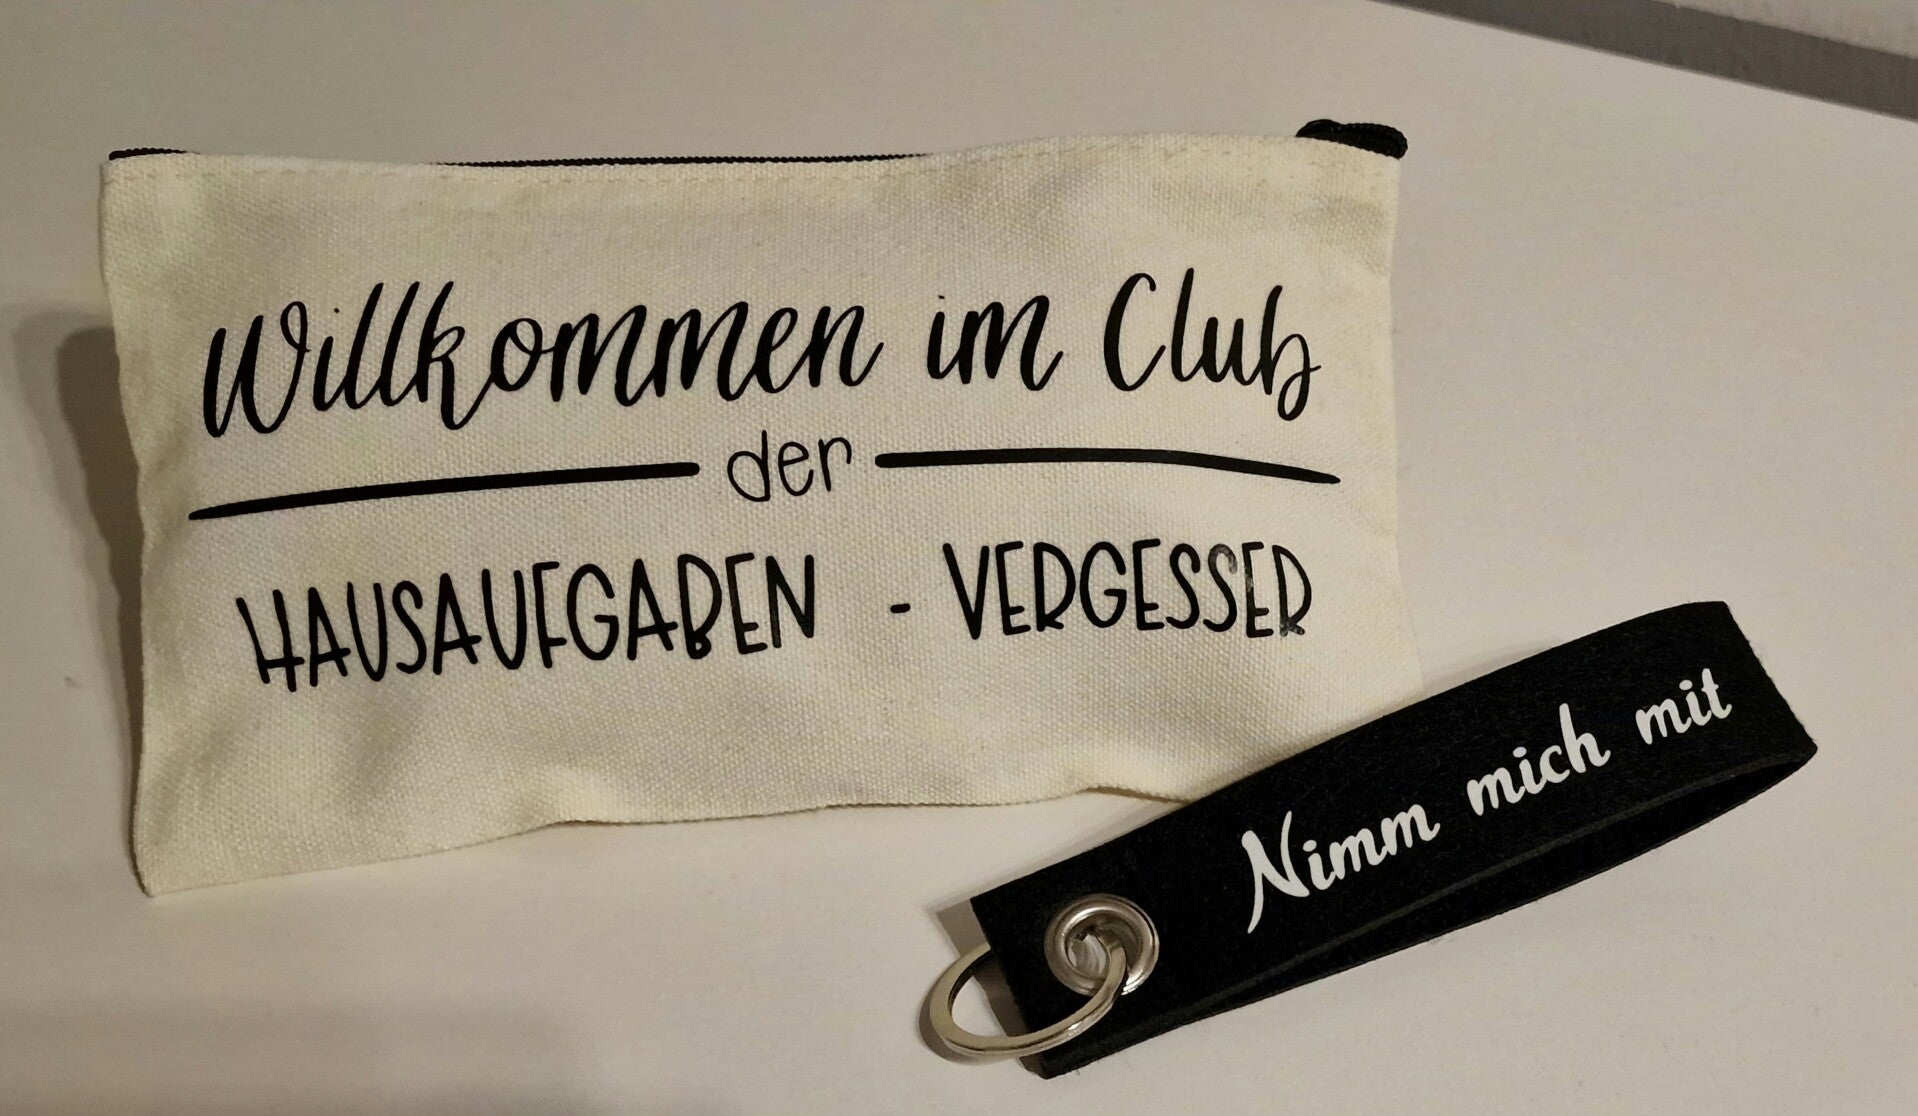 Willkommen im Club
der
HAUSAUFGABEN - VERGESSER
Nimm mich mit